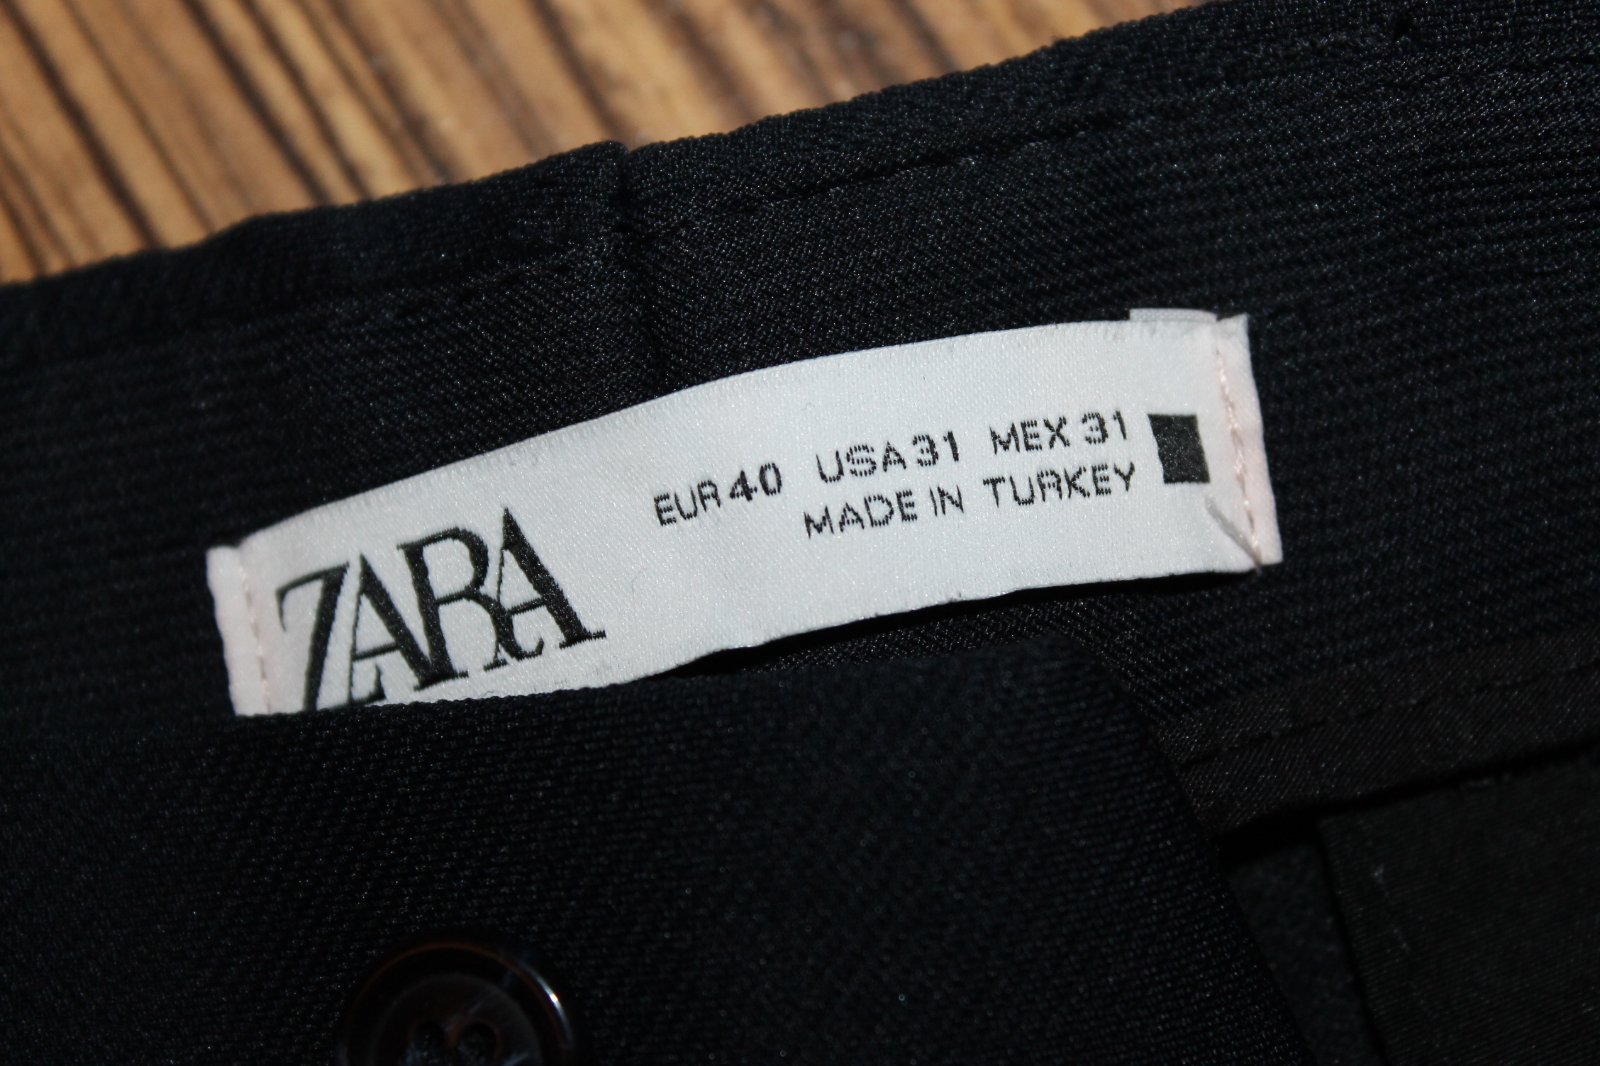 ZARA
EUR 40 USA 31 MEX 31
MADE IN TURKEY